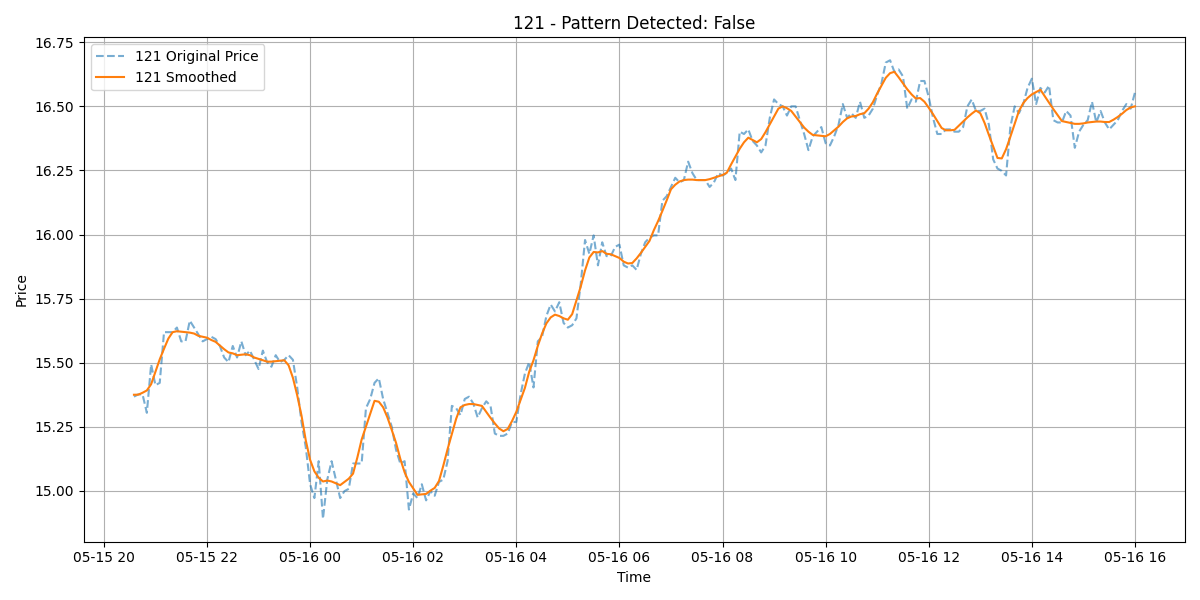 121 - Pattern Detected: False
121 Original Price
121 Smoothed
Price
16.75
16.50
16.25
16.00
15.75
15.50
15.25
15.00
05-15 20 05-15 22 05-16 00 05-16 02 05-16 04 05-16 06 05-16 08 05-16 10 05-16 12 05-16 14 05-16 16
Time